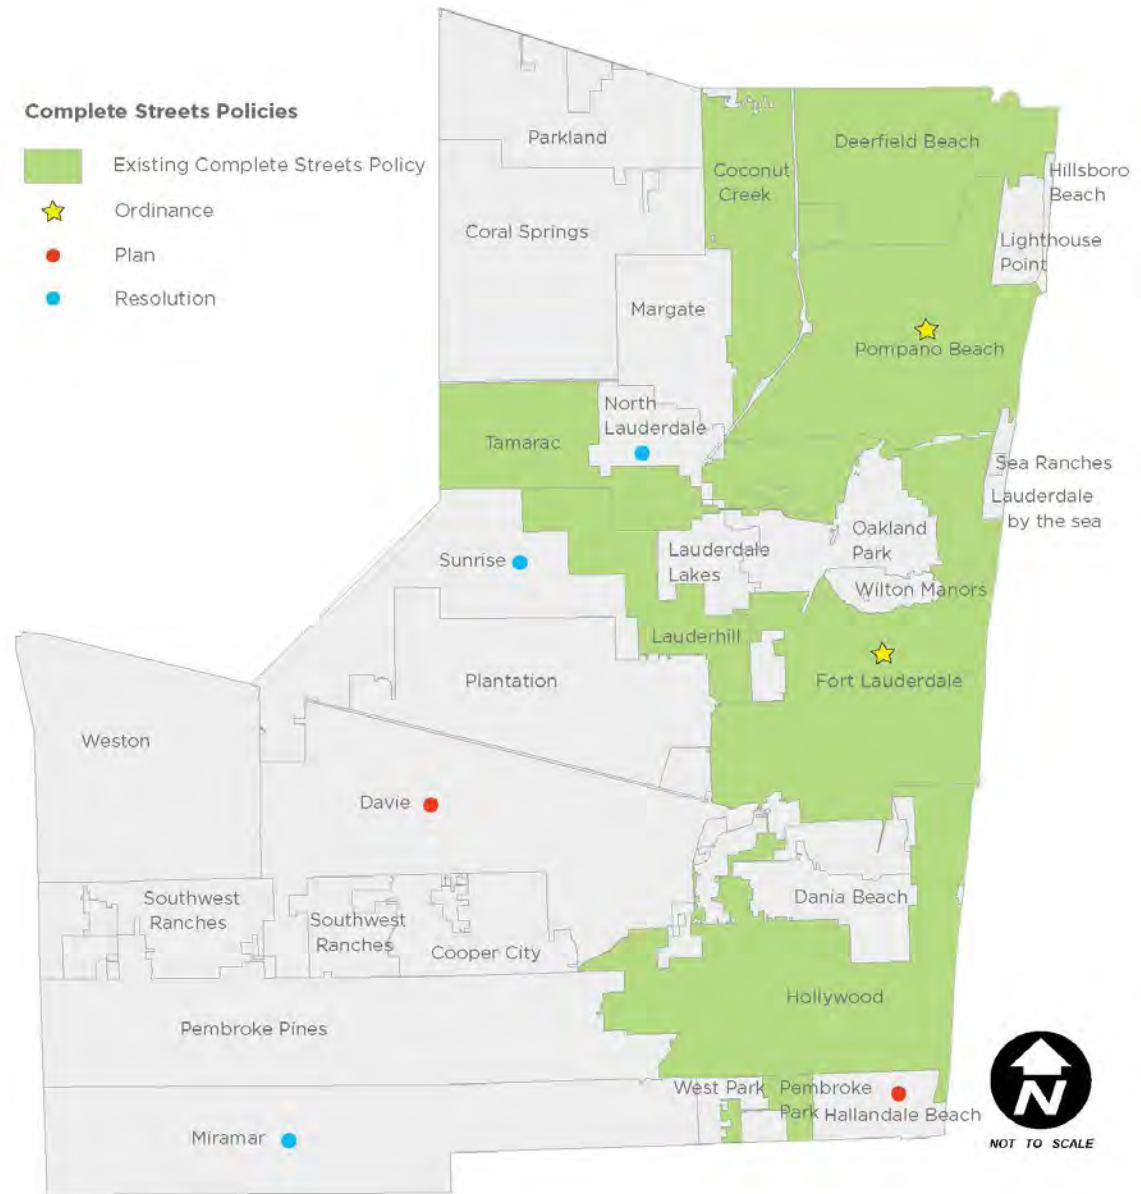 Complete Streets Policies
Existing Complete Streets Policy
Ordinance
Plan
Resolution
Parkland
Deerfield Beach
Coconut
Creek
Hillsboro
Beach
Coral Springs
Lighthouse
Point
Margate
Pompano Beach
North
Lauderdale
Tamarac
Sea Ranches
Lauderdale
by the sea
Oakland
Park
Lauderdale
Lakes
Sunrise
Wilton Manors
Lauderhill
Plantation
Fort Lauderdale
Weston
Davie
Southwest
Ranches
Southwest
Ranches
Cooper City
Dania Beach
Hollywood
Pembroke Pines
West Park
Pembroke
Park
Hallandale Beach
Miramar
N
NOT TO SCALE